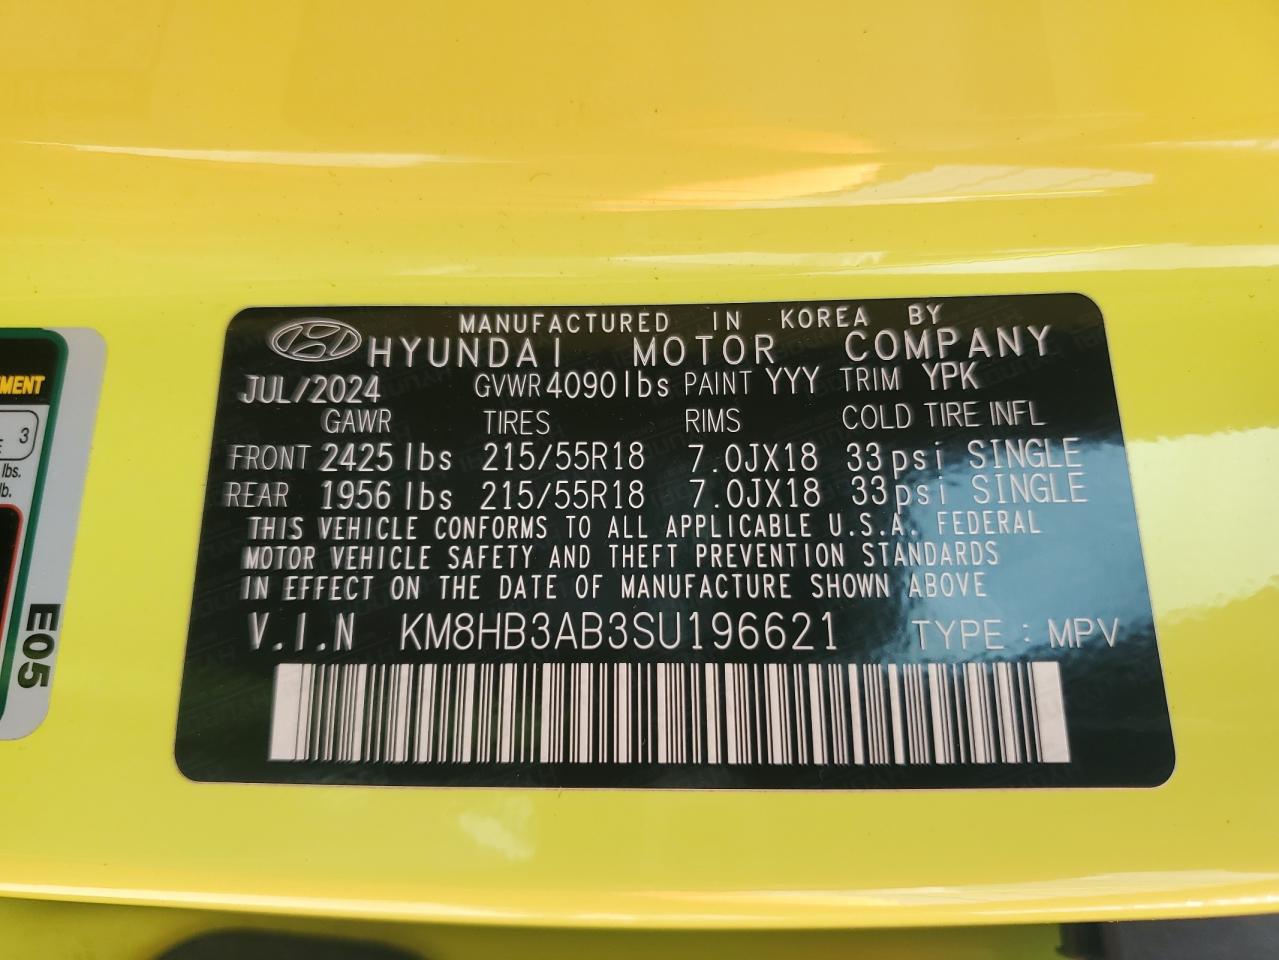 MANUFACTURED IN KOREA BY
HYUNDAI MOTOR COMPANY
JUL/2024 GVWR 4090 lbs PAINT YYY TRIM YPK
GAWR TIRES RIMS COLD TIRE INFL
FRONT 2425 lbs 215/55R18 7.0JX18 33 psi SINGLE
REAR 1956 lbs 215/55R18 7.0JX18 33 psi SINGLE
THIS VEHICLE CONFORMS TO ALL APPLICABLE U.S.A. FEDERAL
MOTOR VEHICLE SAFETY AND THEFT PREVENTION STANDARDS
IN EFFECT ON THE DATE OF MANUFACTURE SHOWN ABOVE
V.I.N KM8HB3AB3SU196621 TYPE : MPV
MENT
3
lbs.
b.
E05